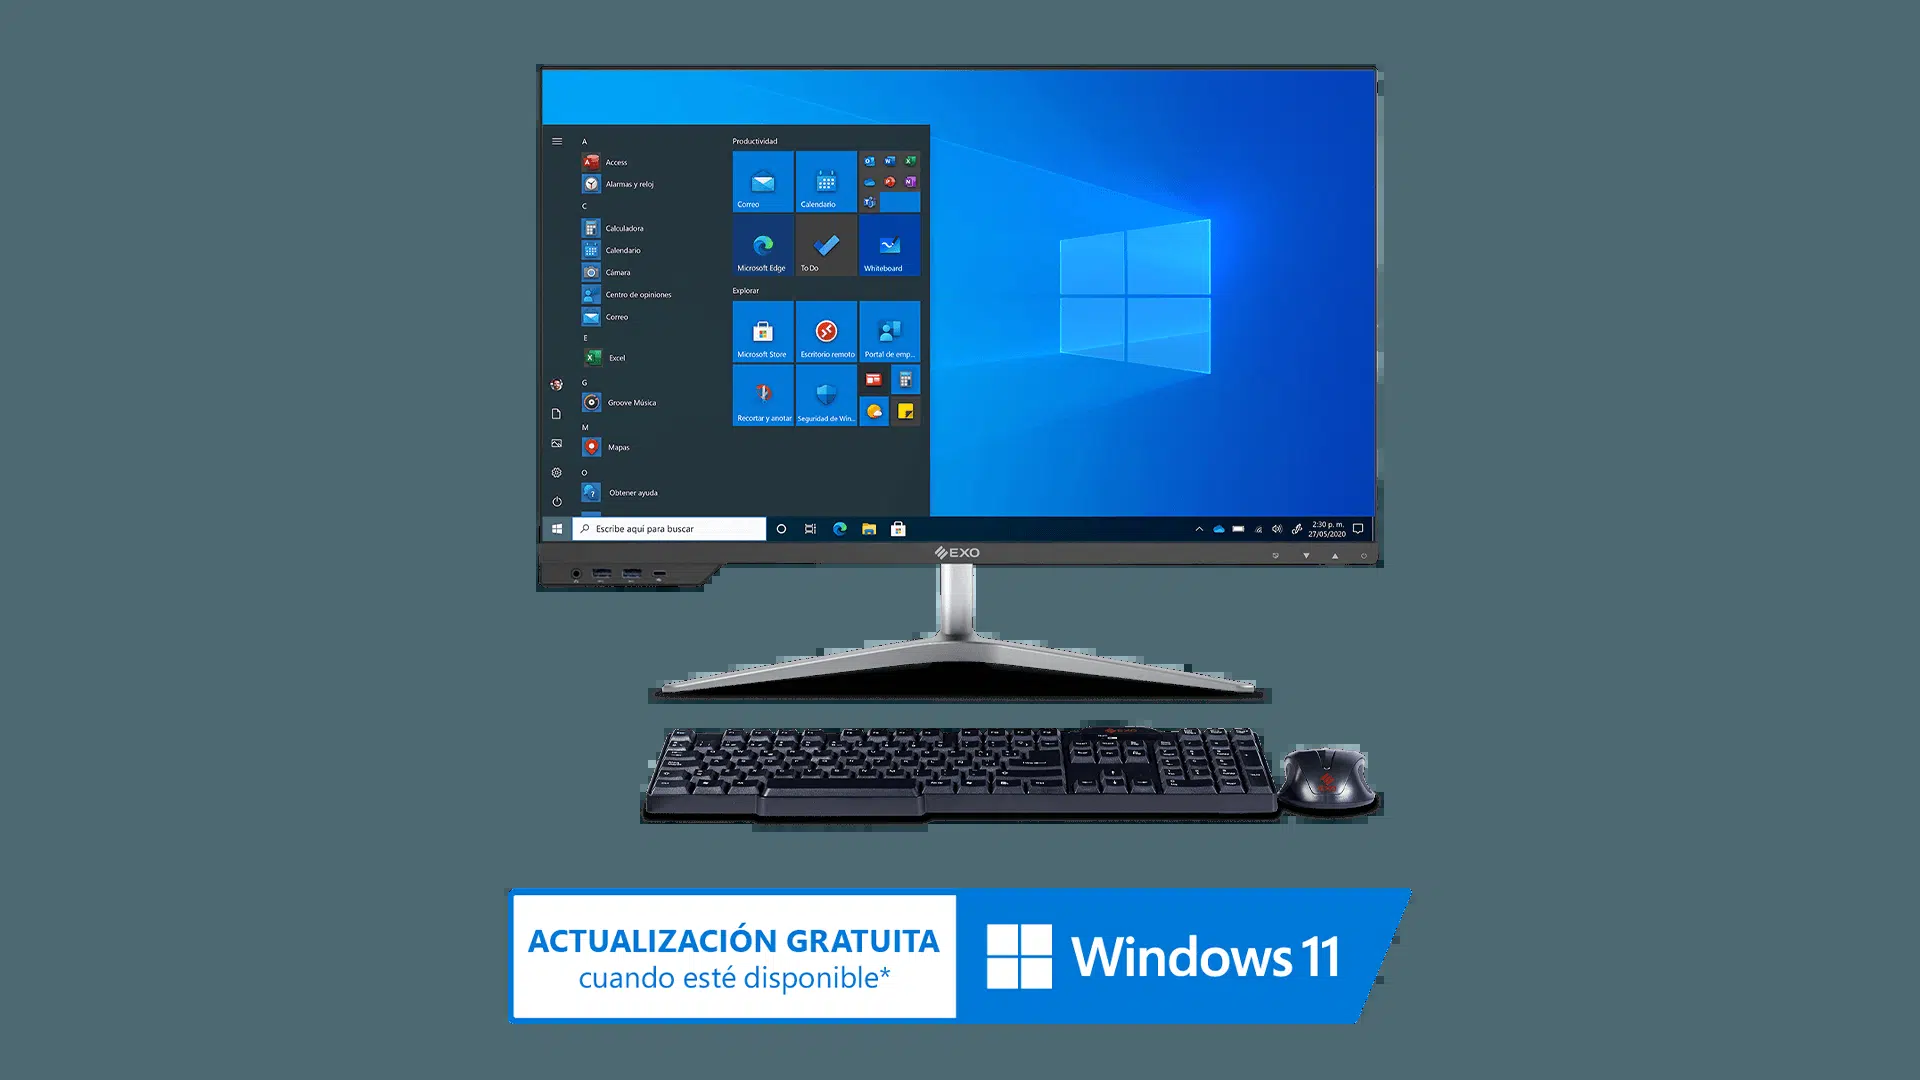 A
Access
Alarmas y reloj
C
Calculadora
Calendario
Cámara
Centro de opiniones
Correo
E
Excel
G
Groove Música
M
Mapas
O
Obtener ayuda
Productividad
Correo
Calendario
Microsoft Edge
To Do
Whiteboard
Explorar
Microsoft Store
Escritorio remoto
Portal de emp...
Recortar y anotar
Seguridad de Win...
Escribe aquí para buscar
2:30 p. m.
27/05/2020
EXO
ACTUALIZACIÓN GRATUITA
cuando esté disponible*
Windows 11